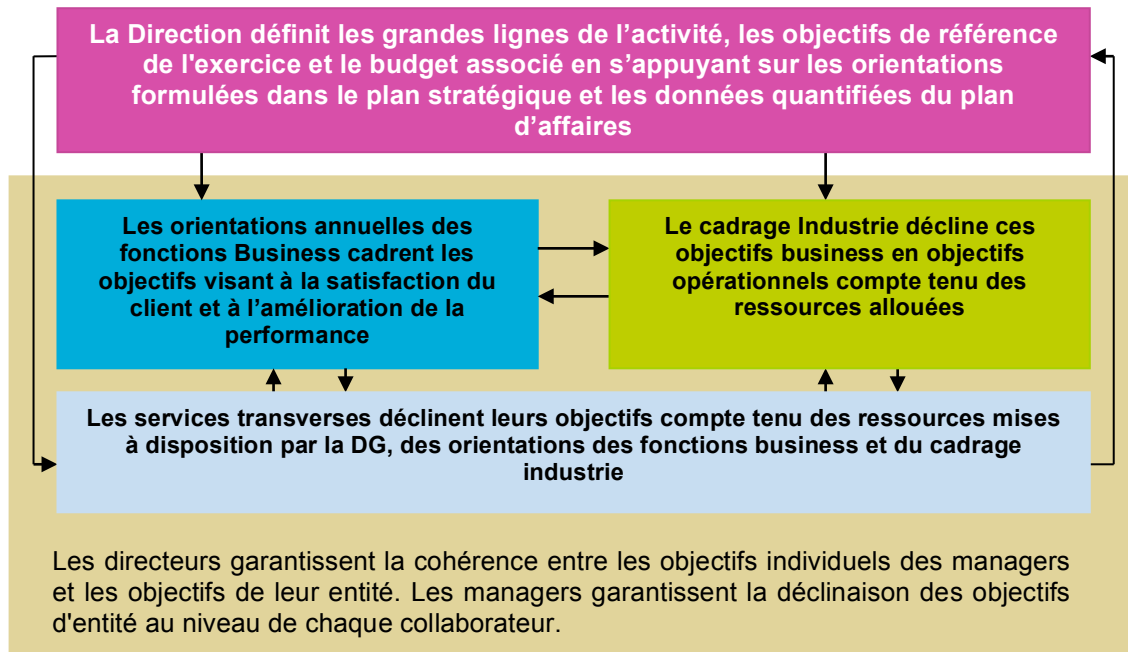 La Direction définit les grandes lignes de l’activité, les objectifs de référence
de l'exercice et le budget associé en s’appuyant sur les orientations
formulées dans le plan stratégique et les données quantifiées du plan
d’affaires
Les orientations annuelles des
fonctions Business cadrent les
objectifs visant à la satisfaction du
client et à l’amélioration de la
performance
Le cadrage Industrie décline ces
objectifs business en objectifs
opérationnels compte tenu des
ressources allouées
Les services transverses déclinent leurs objectifs compte tenu des ressources mises
à disposition par la DG, des orientations des fonctions business et du cadrage
industrie
Les directeurs garantissent la cohérence entre les objectifs individuels des managers
et les objectifs de leur entité. Les managers garantissent la déclinaison des objectifs
d'entité au niveau de chaque collaborateur.